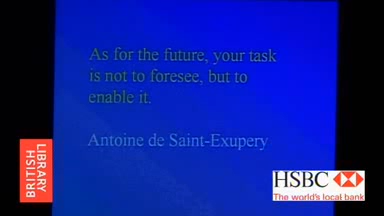 As for the future, your task
is not to foresee, but to
enable it.
Antoine de Saint-Exupery
BRITISH
LIBRARY
HSBC
The world's local bank